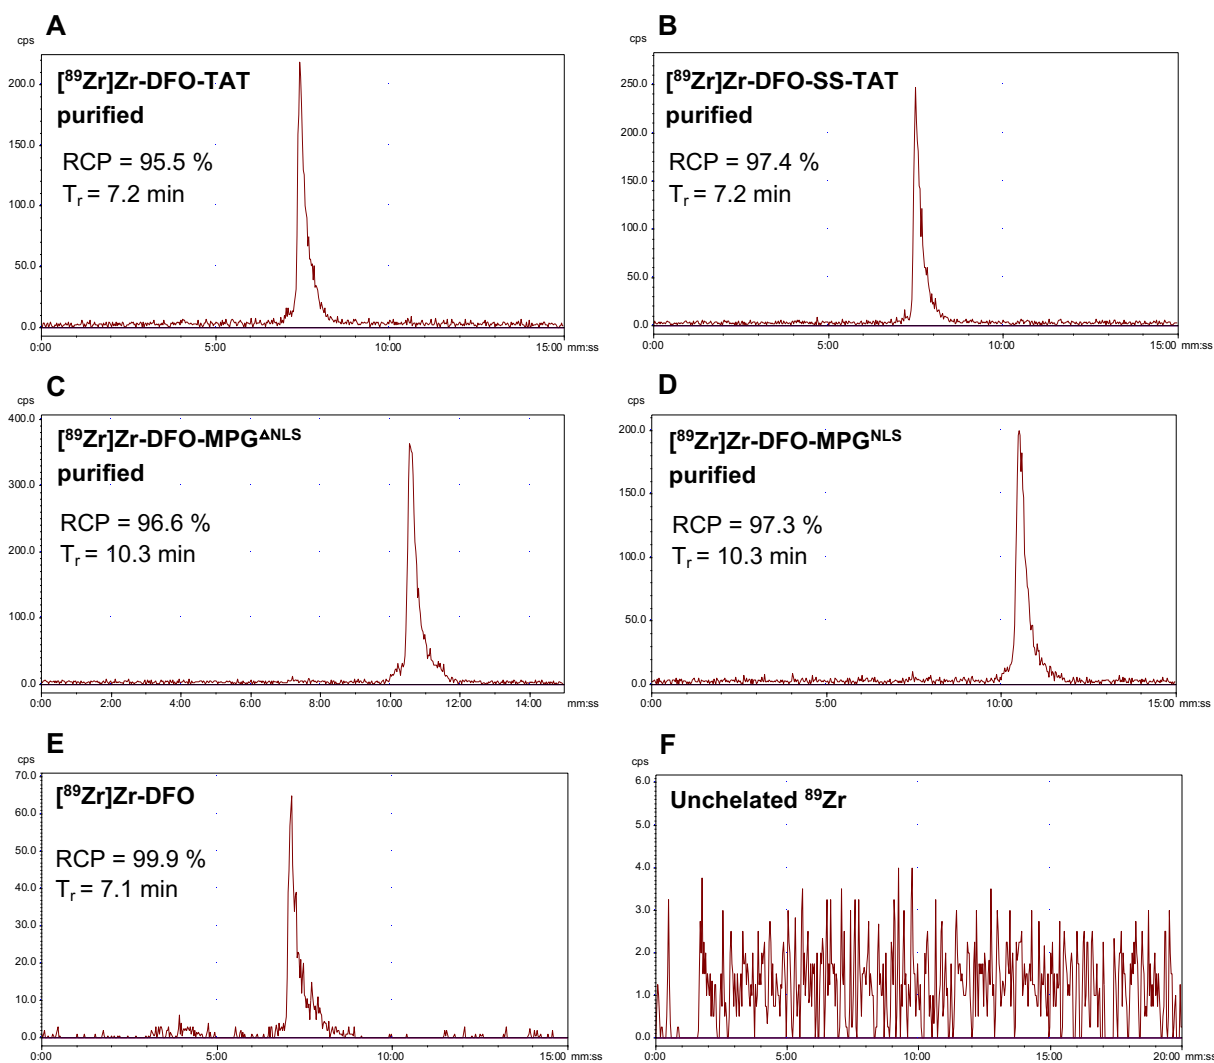 A
cps
[⁸⁹Zr]Zr-DFO-TAT
purified
RCP = 95.5 %
Tᵣ = 7.2 min
200.0
150.0
100.0
50.0
0.0
0:00 5:00 10:00 15:00 mm:ss
B
cps
[⁸⁹Zr]Zr-DFO-SS-TAT
purified
RCP = 97.4 %
Tᵣ = 7.2 min
250.0
200.0
150.0
100.0
50.0
0.0
0:00 5:00 10:00 15:00 mm:ss
C
cps
[⁸⁹Zr]Zr-DFO-MPG^ΔNLS
purified
RCP = 96.6 %
Tᵣ = 10.3 min
400.0
300.0
200.0
100.0
0.0
0:00 2:00 4:00 6:00 8:00 10:00 12:00 14:00 mm:ss
D
cps
[⁸⁹Zr]Zr-DFO-MPG^NLS
purified
RCP = 97.3 %
Tᵣ = 10.3 min
200.0
150.0
100.0
50.0
0.0
0:00 5:00 10:00 15:00 mm:ss
E
cps
[⁸⁹Zr]Zr-DFO
RCP = 99.9 %
Tᵣ = 7.1 min
70.0
60.0
50.0
40.0
30.0
20.0
10.0
0.0
0:00 5:00 10:00 15:00 mm:ss
F
cps
Unchelated ⁸⁹Zr
6.0
5.0
4.0
3.0
2.0
1.0
0.0
0:00 5:00 10:00 15:00 20:00 mm:ss